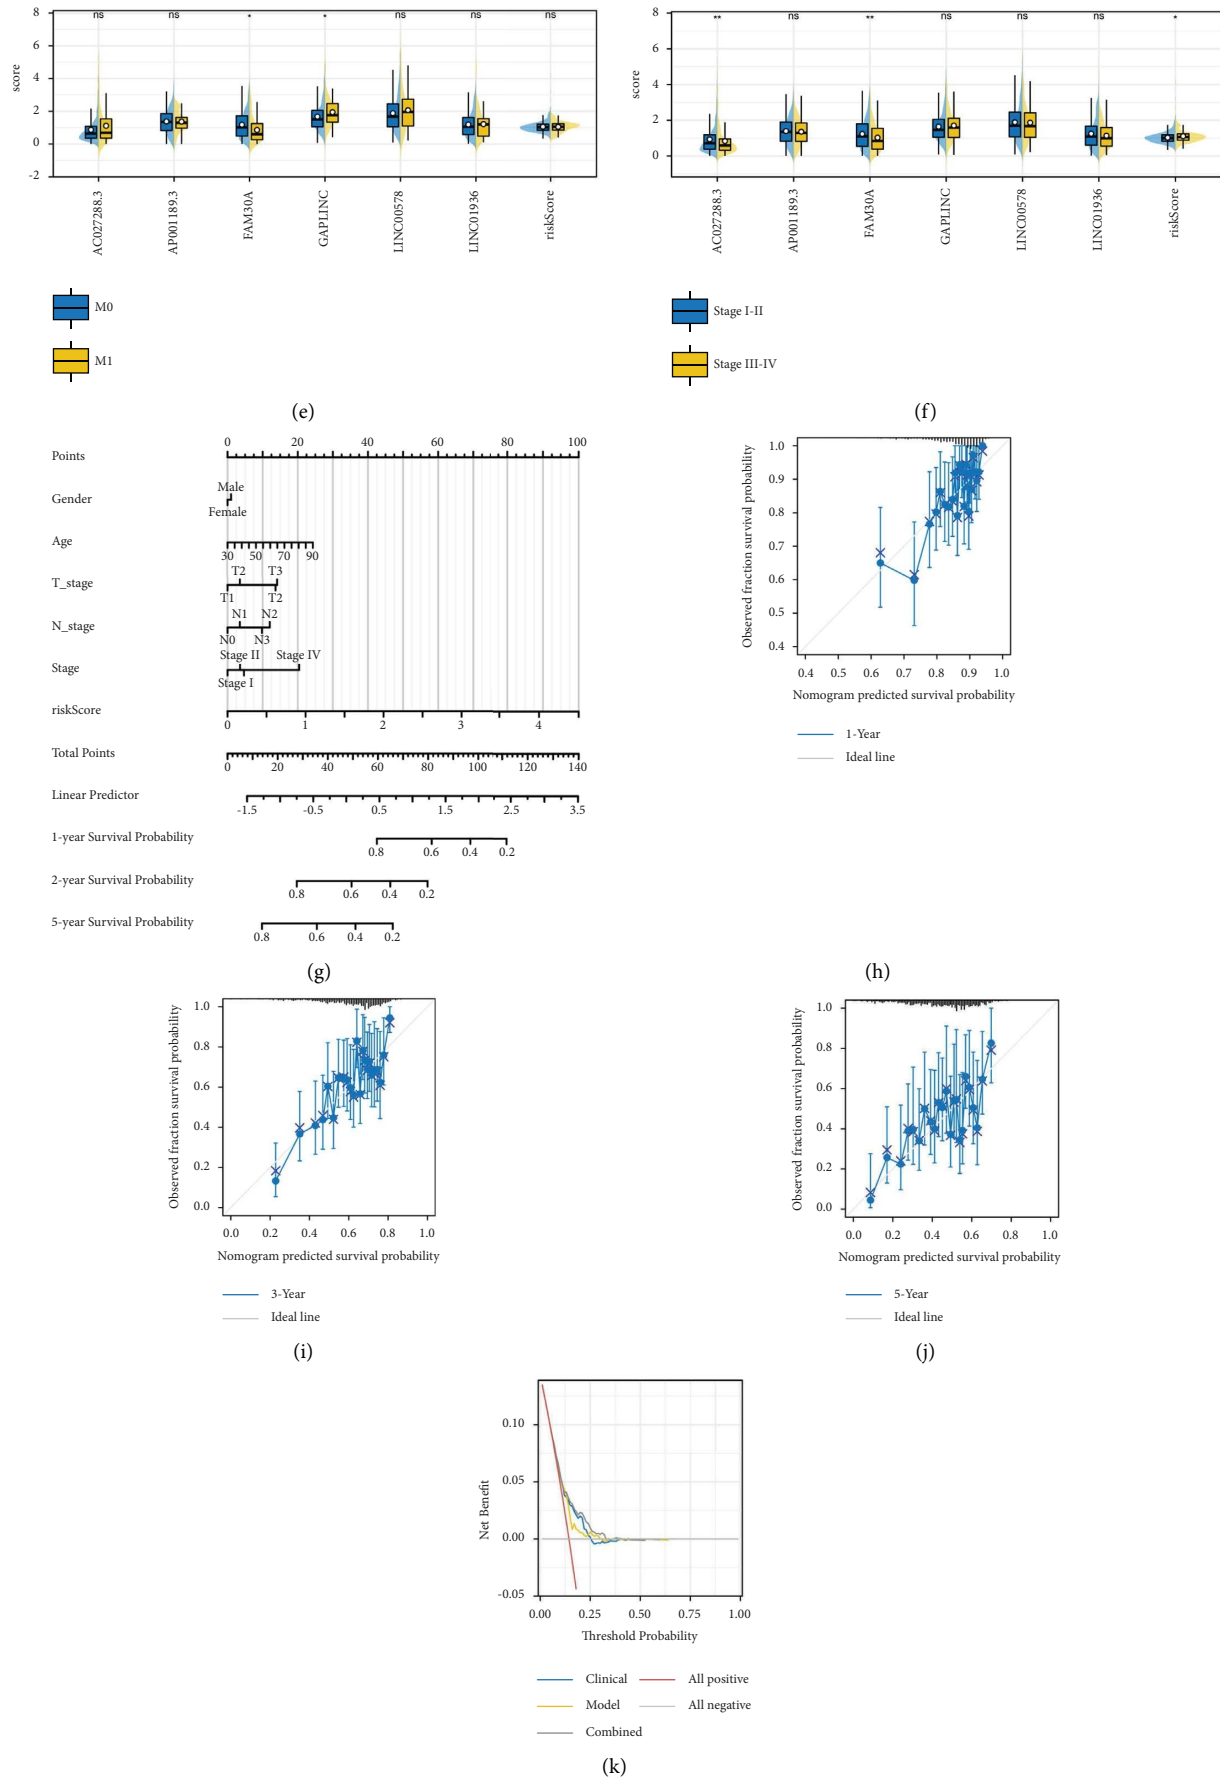 8
6
4
2
0
-2
score
ns
ns
*
*
ns
ns
ns
AC027288.3
AP001189.3
FAM30A
GAPLINC
LINC00578
LINC01936
riskScore
M0
M1
(e)
8
6
4
2
0
score
**
ns
**
ns
ns
ns
*
AC027288.3
AP001189.3
FAM30A
GAPLINC
LINC00578
LINC01936
riskScore
Stage I-II
Stage III-IV
(f)
0 20 40 60 80 100
Points
Male
Gender
Female
Age
30 50 70 90
T2 T3
T_stage
T1 T2
N1 N2
N_stage
N0 N3
Stage II Stage IV
Stage
Stage I
riskScore
0 1 2 3 4
Total Points
0 20 40 60 80 100 120 140
Linear Predictor
-1.5 -0.5 0.5 1.5 2.5 3.5
1-year Survival Probability
0.8 0.6 0.4 0.2
2-year Survival Probability
0.8 0.6 0.4 0.2
5-year Survival Probability
0.8 0.6 0.4 0.2
(g)
Observed fraction survival probability
1.0
0.9
0.8
0.7
0.6
0.5
0.4
0.4 0.5 0.6 0.7 0.8 0.9 1.0
Nomogram predicted survival probability
1-Year
Ideal line
(h)
Observed fraction survival probability
1.0
0.8
0.6
0.4
0.2
0.0
0.0 0.2 0.4 0.6 0.8 1.0
Nomogram predicted survival probability
3-Year
Ideal line
(i)
Observed fraction survival probability
1.0
0.8
0.6
0.4
0.2
0.0
0.0 0.2 0.4 0.6 0.8 1.0
Nomogram predicted survival probability
5-Year
Ideal line
(j)
Net Benefit
0.10
0.05
0.00
-0.05
0.00 0.25 0.50 0.75 1.00
Threshold Probability
Clinical All positive
Model All negative
Combined
(k)